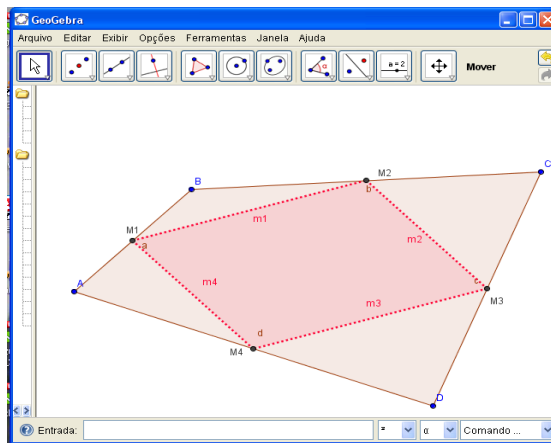 GeoGebra
Arquivo Editar Exibir Opções Ferramentas Janela Ajuda
α a = 2 Mover
C
M2
B
b
m1
M1
a
m2
m4
c
A
M3
m3
d
M4
D
Entrada: α Comando ...